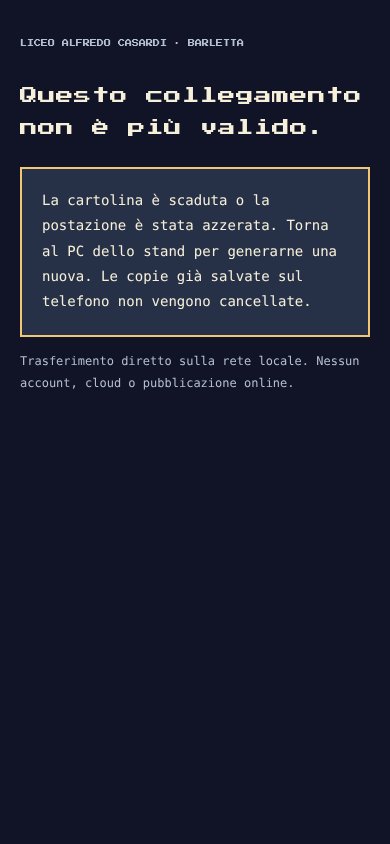 LICEO ALFREDO CASARDI · BARLETTA
Questo collegamento
non è più valido.
La cartolina è scaduta o la
postazione è stata azzerata. Torna
al PC dello stand per generarne una
nuova. Le copie già salvate sul
telefono non vengono cancellate.
Trasferimento diretto sulla rete locale. Nessun
account, cloud o pubblicazione online.